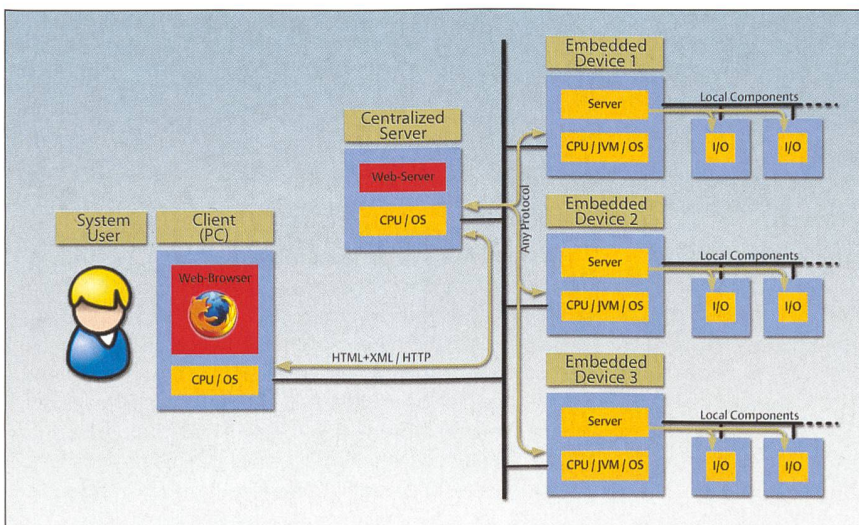 System
User
Client
(PC)
Web-Browser
CPU / OS
HTML+XML / HTTP
Centralized
Server
Web-Server
CPU / OS
Any Protocol
Embedded
Device 1
Server
CPU / JVM / OS
Local Components
I/O
I/O
Embedded
Device 2
Server
CPU / JVM / OS
Local Components
I/O
I/O
Embedded
Device 3
Server
CPU / JVM / OS
Local Components
I/O
I/O